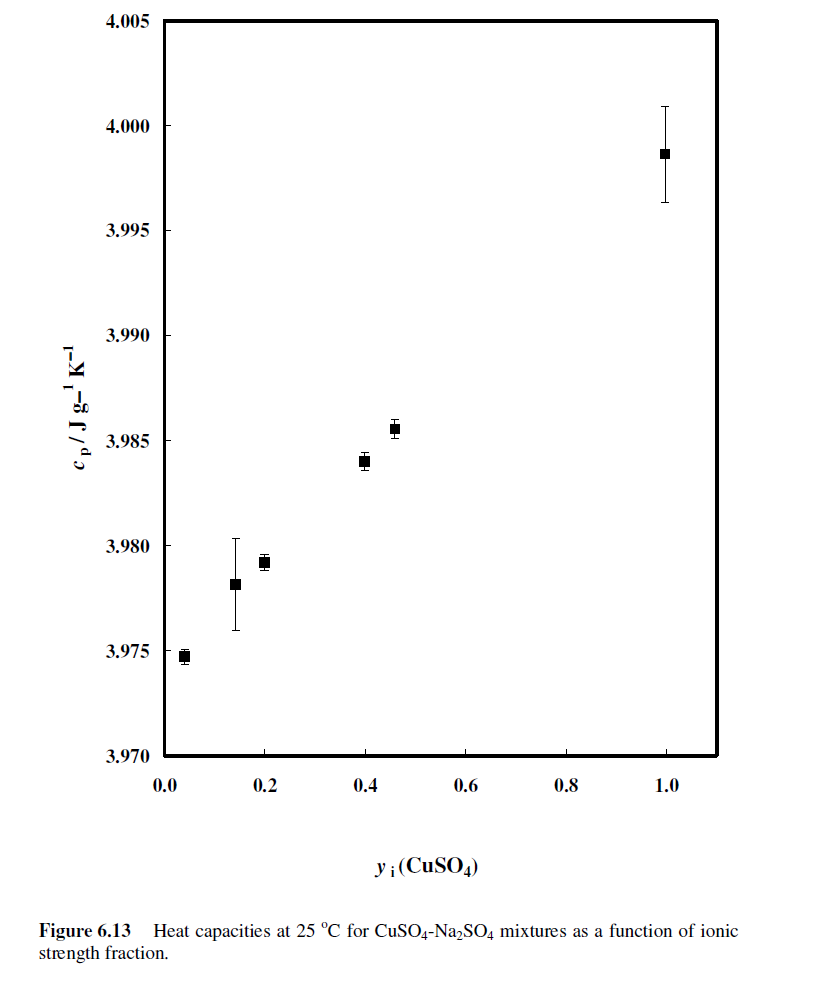 4.005
4.000
3.995
3.990
3.985
3.980
3.975
3.970
c p / J g–1 K–1
0.0 0.2 0.4 0.6 0.8 1.0
y i (CuSO4)
Figure 6.13 Heat capacities at 25 oC for CuSO4-Na2SO4 mixtures as a function of ionic
strength fraction.